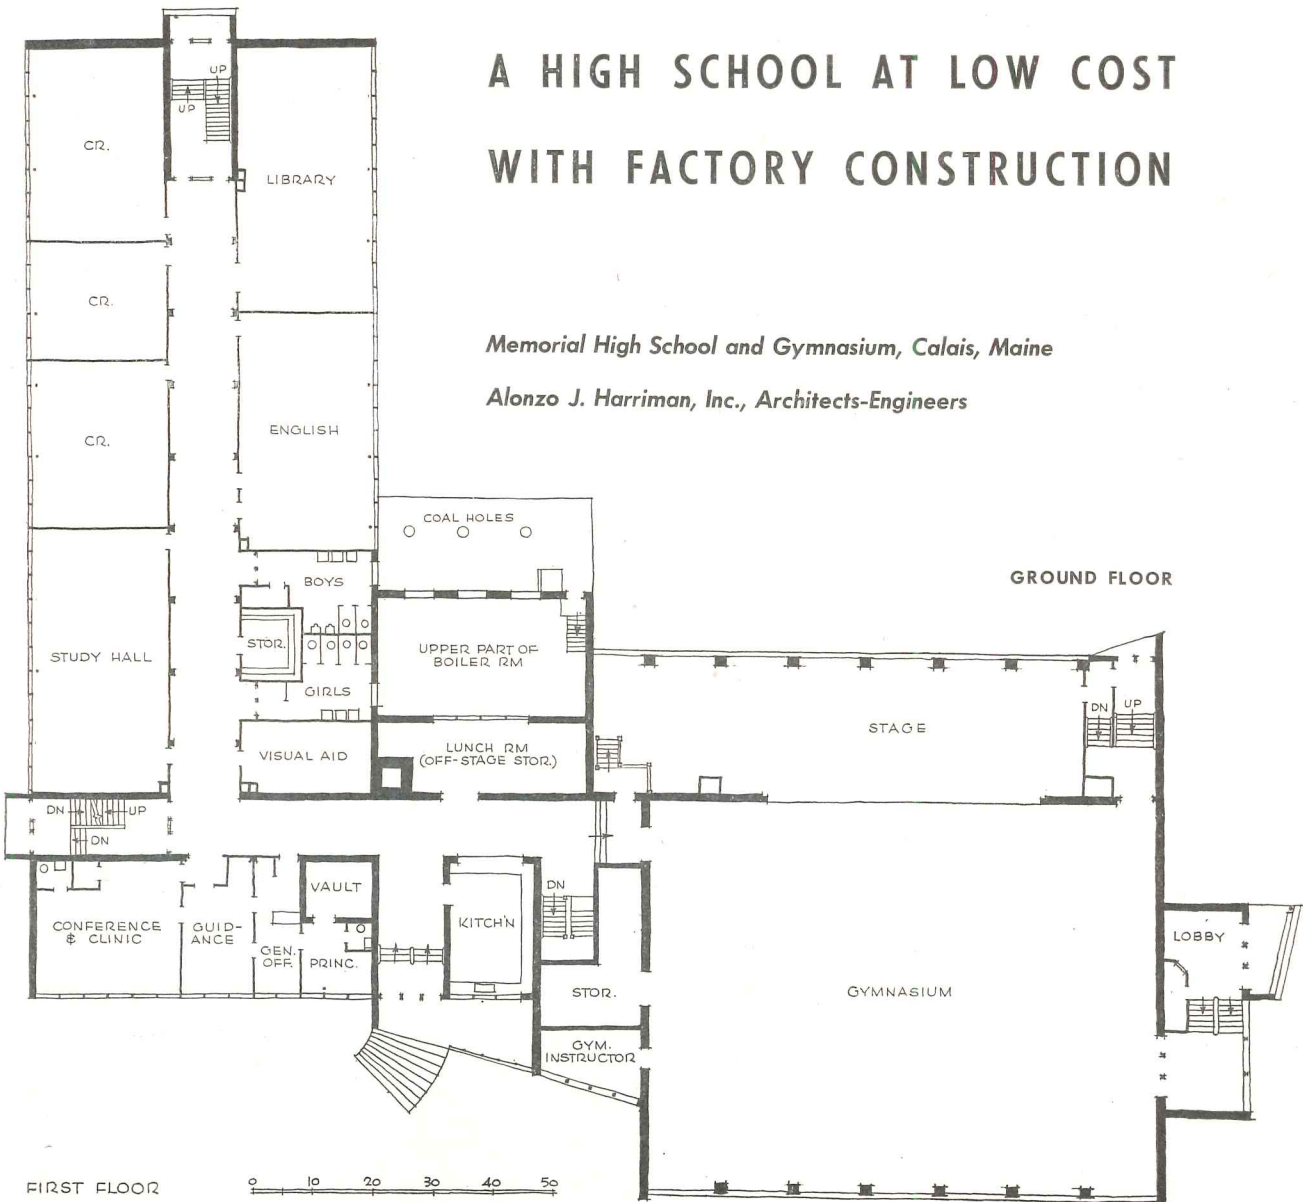 A HIGH SCHOOL AT LOW COST
WITH FACTORY CONSTRUCTION
Memorial High School and Gymnasium, Calais, Maine
Alonzo J. Harriman, Inc., Architects-Engineers
GROUND FLOOR
UP
UP
CR.
LIBRARY
CR.
ENGLISH
CR.
COAL HOLES
BOYS
STOR.
STUDY HALL
UPPER PART OF
BOILER RM
GIRLS
VISUAL AID
LUNCH RM
(OFF-STAGE STOR.)
STAGE
DN
UP
DN
UP
DN
VAULT
DN
KITCH'N
CONFERENCE
& CLINIC
GUID-
ANCE
GEN.
OFF.
PRINC.
LOBBY
STOR.
GYMNASIUM
GYM.
INSTRUCTOR
FIRST FLOOR
0 10 20 30 40 50